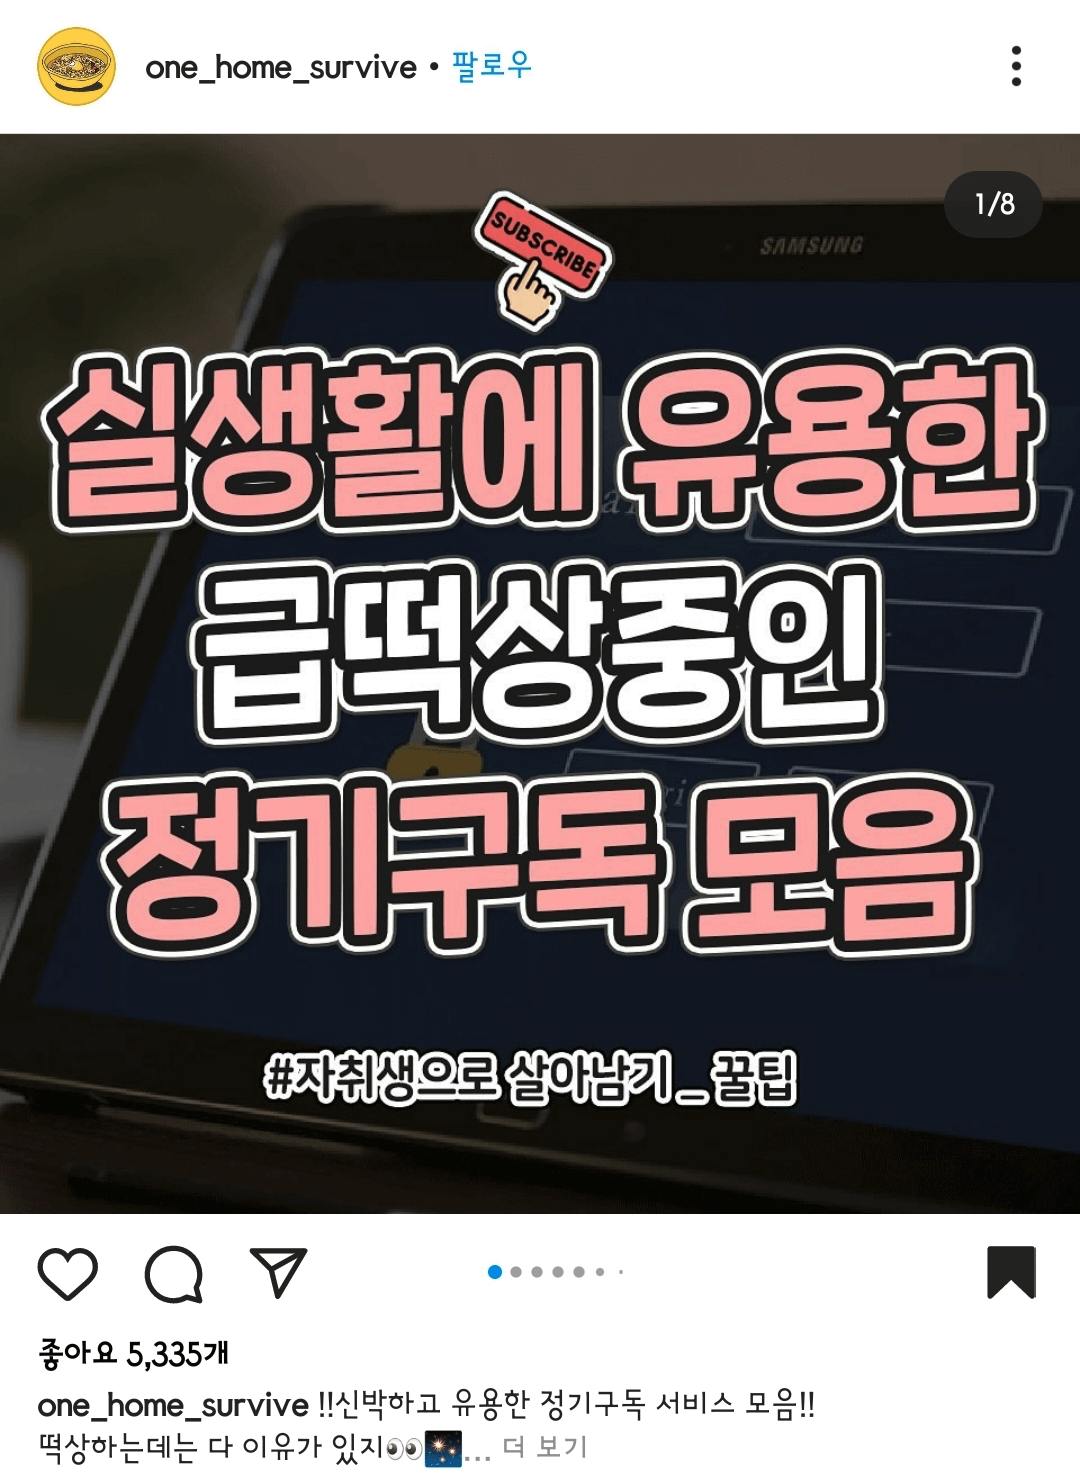 one_home_survive • 팔로우
1/8
SAMSUNG
SUBSCRIBE
실생활에 유용한
급떡상중인
정기구독 모음
#자취생으로 살아남기_꿀팁
좋아요 5,335개
one_home_survive !!신박하고 유용한 정기구독 서비스 모음!!
떡상하는데는 다 이유가 있지👀🎇... 더 보기